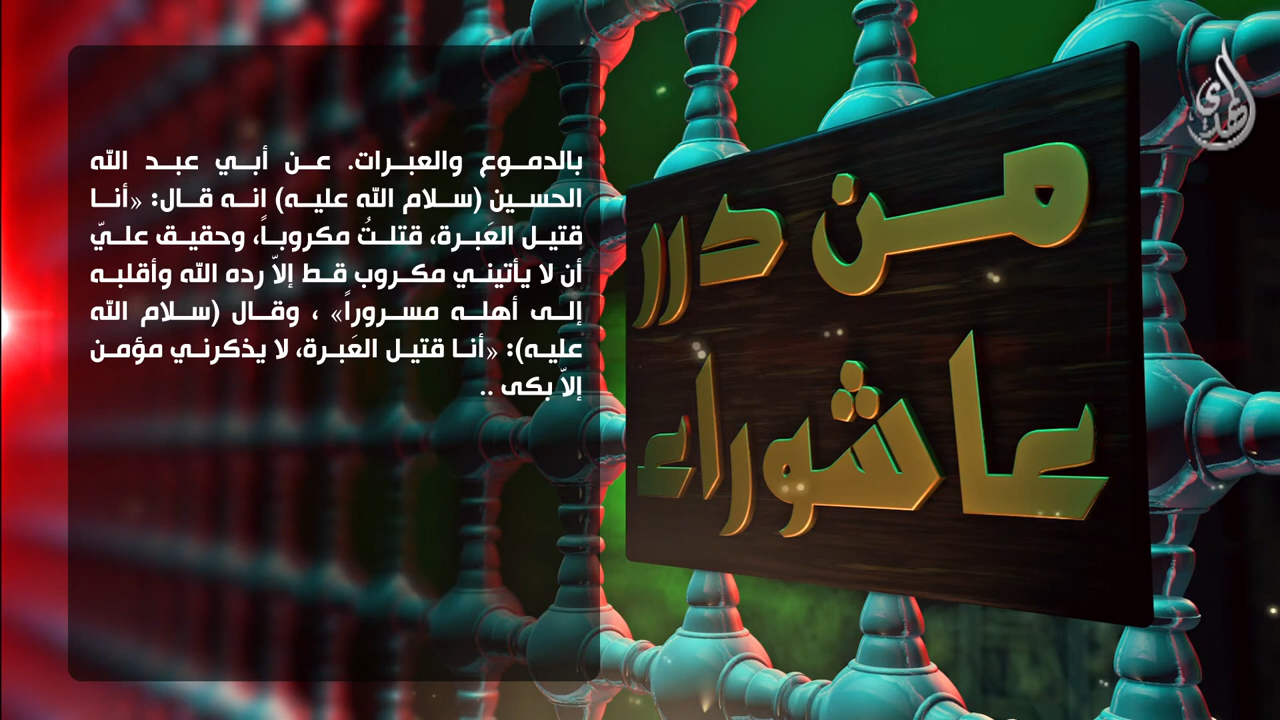 بالدموع والعبرات. عن أبي عبد الله
الحسين (سلام الله عليه) انه قال: «أنا
قتيل العَبرة، قتلتُ مكروباً، وحقيق عليّ
أن لا يأتيني مكروب قط إلاّ رده الله وأقلبه
إلى أهله مسروراً» ، وقال (سلام الله
عليه): «أنا قتيل العَبرة، لا يذكرني مؤمن
إلاّ بكى ..
من درر
عاشوراء
المهدي